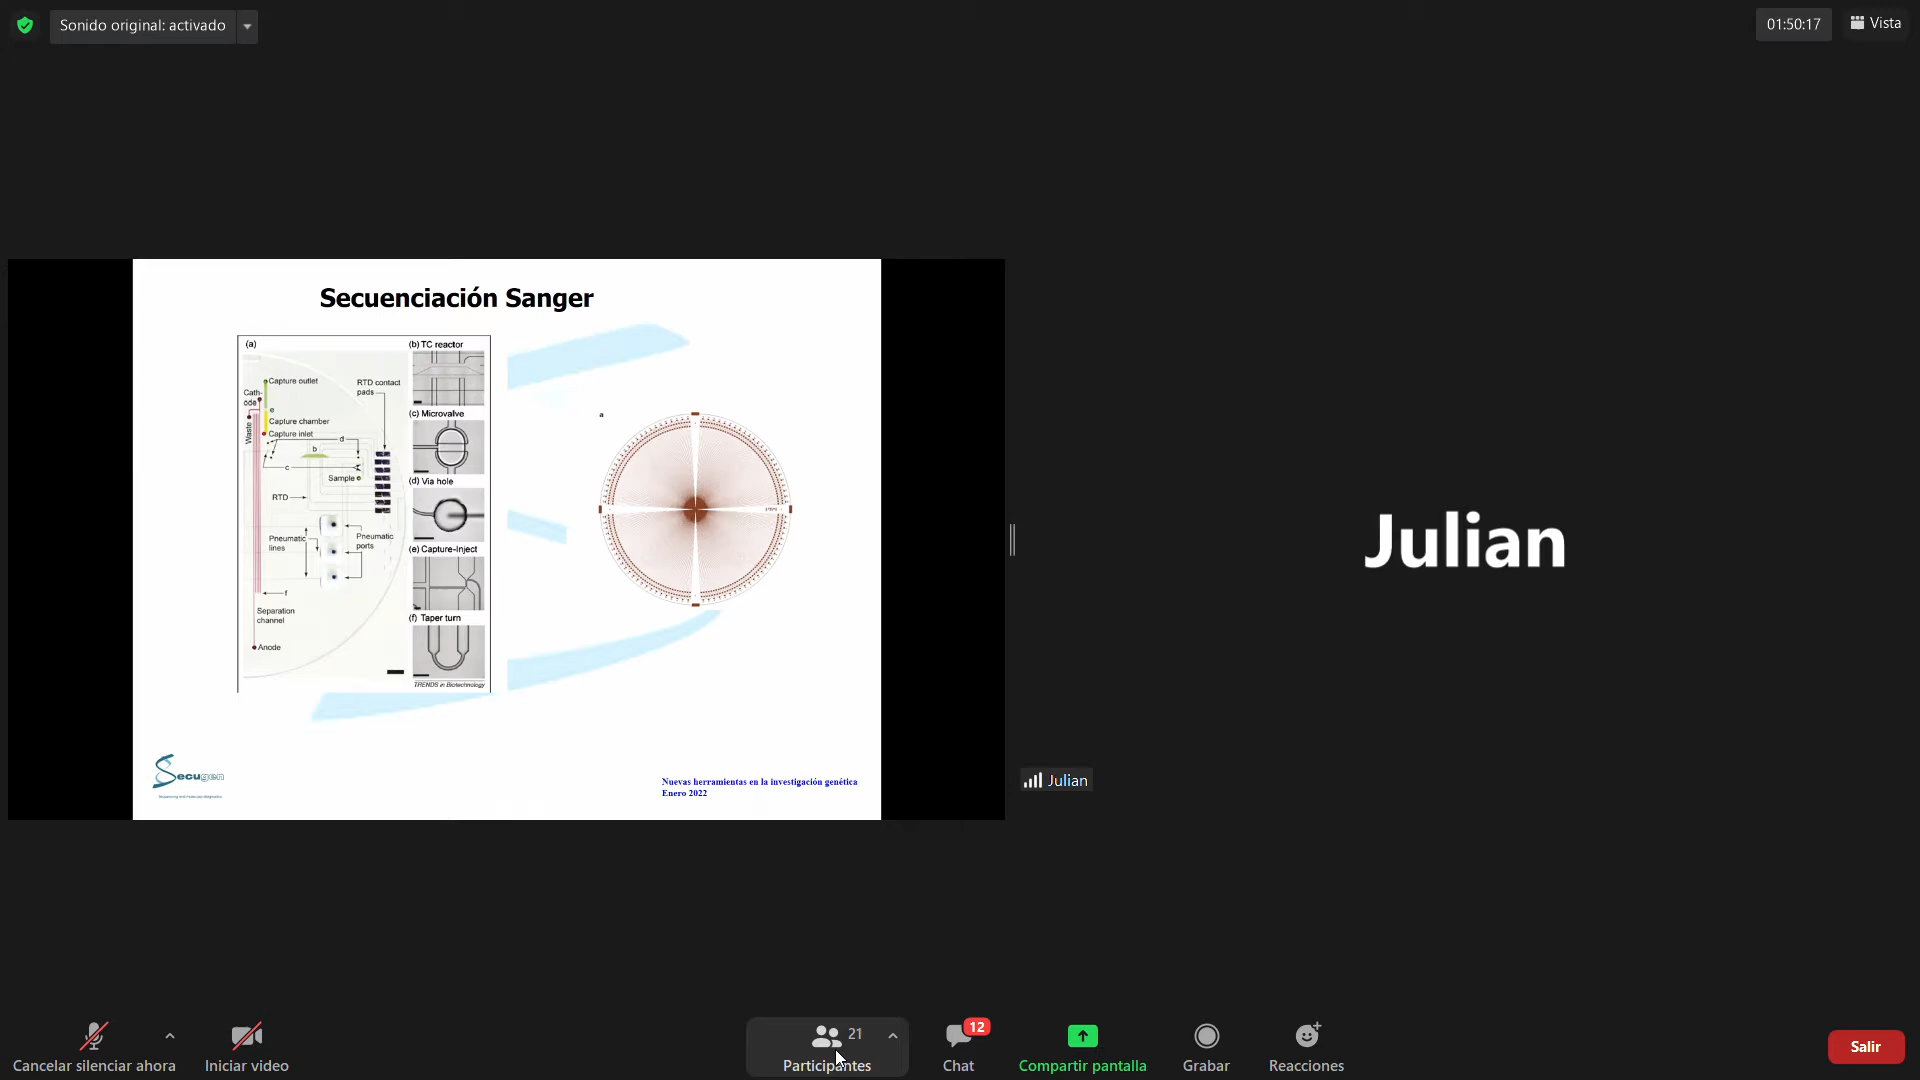 Sonido original: activado
01:50:17
Vista
Secuenciación Sanger
(a)
(b) TC reactor
Capture outlet
RTD contact
pads
Cath-
ode
e
Capture chamber
(c) Microvalve
Waste
Capture inlet
d
b
c
Sample
(d) Via hole
RTD
Pneumatic
lines
Pneumatic
ports
(e) Capture-Inject
f
Separation
channel
(f) Taper turn
Anode
TRENDS in Biotechnology
a
Secugen
Nuevas herramientas en la investigación genética
Enero 2022
Julian
Julian
21
12
Cancelar silenciar ahora
Iniciar video
Participantes
Chat
Compartir pantalla
Grabar
Reacciones
Salir